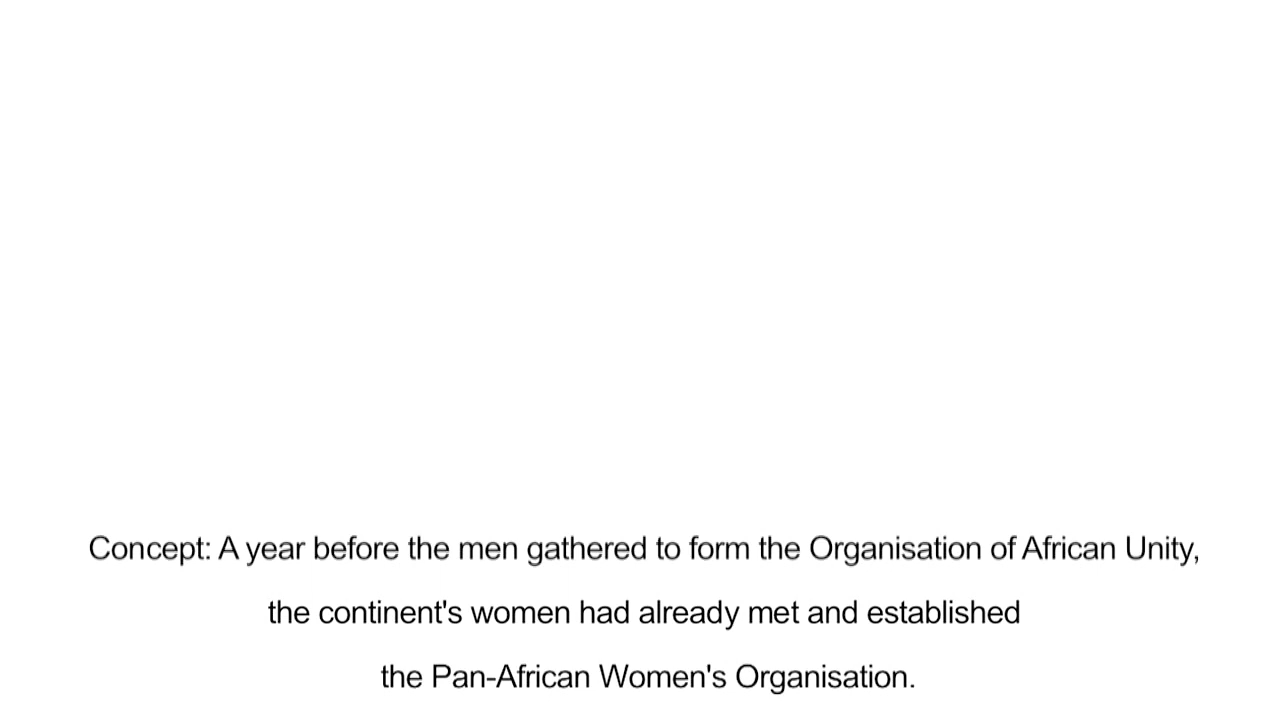 Concept: A year before the men gathered to form the Organisation of African Unity,
the continent's women had already met and established
the Pan-African Women's Organisation.